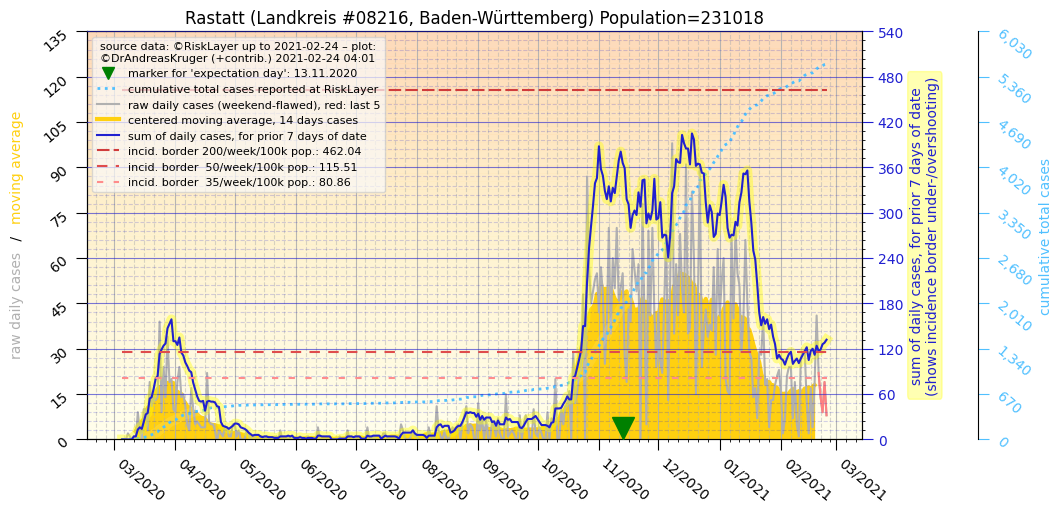 Rastatt (Landkreis #08216, Baden-Württemberg) Population=231018
source data: ©RiskLayer up to 2021-02-24 – plot:
©DrAndreasKruger (+contrib.) 2021-02-24 04:01
marker for 'expectation day': 13.11.2020
cumulative total cases reported at RiskLayer
raw daily cases (weekend-flawed), red: last 5
centered moving average, 14 days cases
sum of daily cases, for prior 7 days of date
incid. border 200/week/100k pop.: 462.04
incid. border  50/week/100k pop.: 115.51
incid. border  35/week/100k pop.: 80.86
raw daily cases / moving average
135
120
105
90
75
60
45
30
15
0
03/2020
04/2020
05/2020
06/2020
07/2020
08/2020
09/2020
10/2020
11/2020
12/2020
01/2021
02/2021
03/2021
540
480
420
360
300
240
180
120
60
0
sum of daily cases, for prior 7 days of date
(shows incidence border under-/overshooting)
6,030
5,360
4,690
4,020
3,350
2,680
2,010
1,340
670
0
cumulative total cases